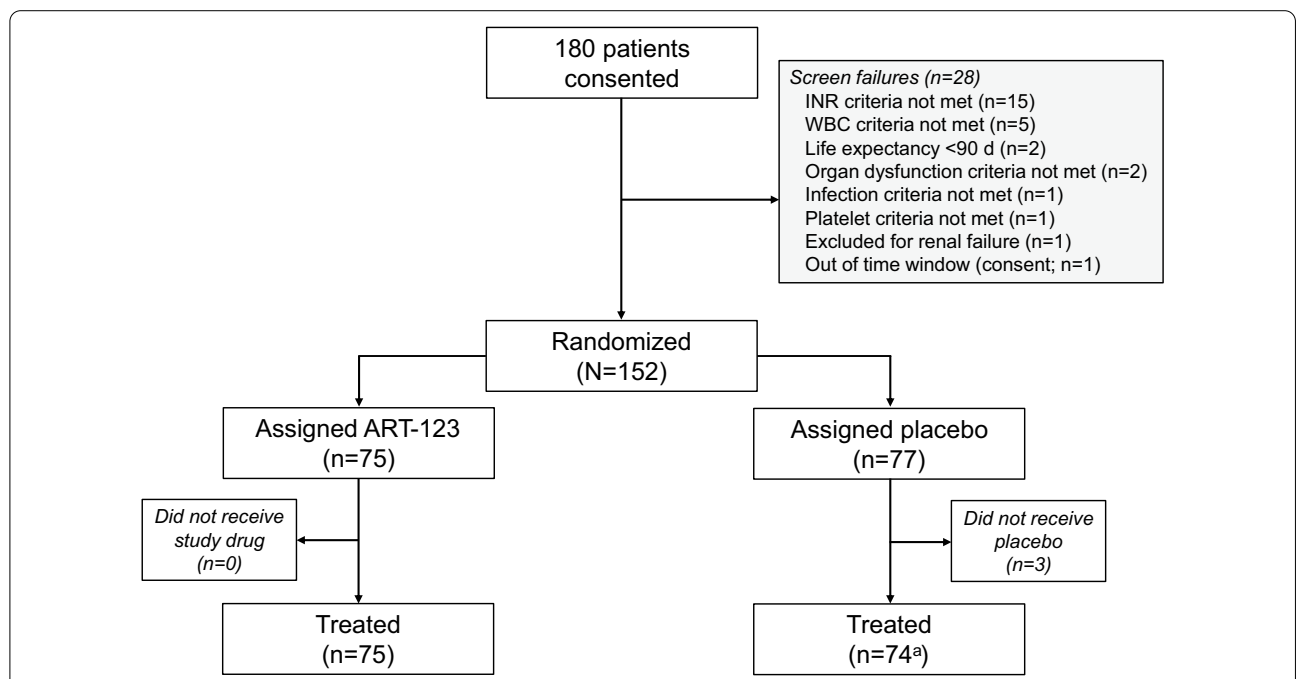 180 patients
consented
Screen failures (n=28)
INR criteria not met (n=15)
WBC criteria not met (n=5)
Life expectancy <90 d (n=2)
Organ dysfunction criteria not met (n=2)
Infection criteria not met (n=1)
Platelet criteria not met (n=1)
Excluded for renal failure (n=1)
Out of time window (consent; n=1)
Randomized
(N=152)
Assigned ART-123
(n=75)
Assigned placebo
(n=77)
Did not receive
study drug
(n=0)
Did not receive
placebo
(n=3)
Treated
(n=75)
Treated
(n=74ᵃ)